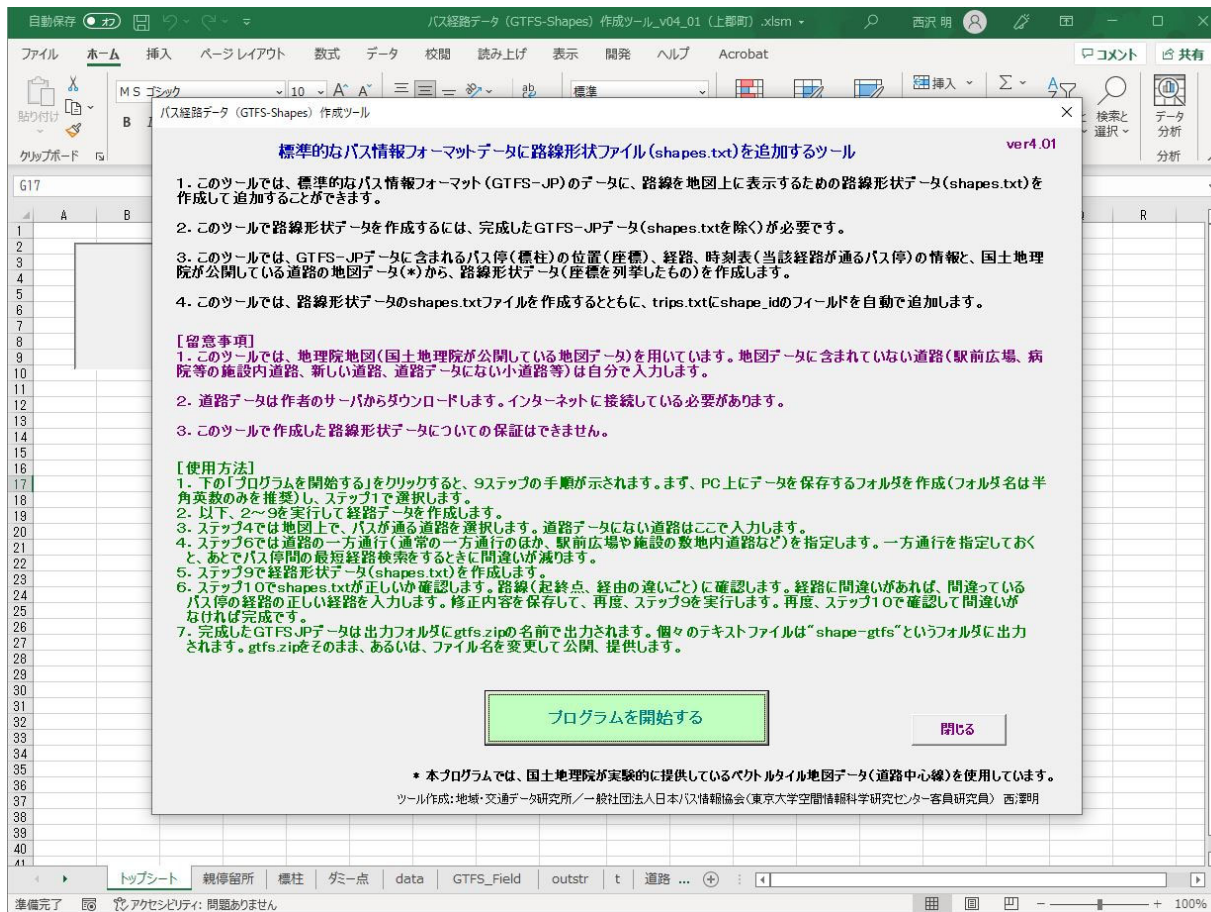 自動保存 オフ バス経路データ（GTFS-Shapes）作成ツール_v04_01（上郡町）.xlsm 西沢 明
ファイル ホーム 挿入 ページ レイアウト 数式 データ 校閲 読み上げ 表示 開発 ヘルプ Acrobat コメント 共有
貼り付け MS ゴシック 10 A A ab 標準 挿入 Σ 検索と 選択 データ 分析
B
クリップボード 分析
G17
A B R
バス経路データ（GTFS-Shapes）作成ツール
標準的なバス情報フォーマットデータに路線形状ファイル(shapes.txt)を追加するツール ver4.01
1. このツールでは、標準的なバス情報フォーマット(GTFS-JP)のデータに、路線を地図上に表示するための路線形状データ(shapes.txt)を
作成して追加することができます。
2. このツールで路線形状データを作成するには、完成したGTFS-JPデータ(shapes.txtを除く)が必要です。
3. このツールでは、GTFS-JPデータに含まれるバス停(標柱)の位置(座標)、経路、時刻表(当該経路が通るバス停)の情報と、国土地理
院が公開している道路の地図データ(*)から、路線形状データ(座標を列挙したもの)を作成します。
4. このツールでは、路線形状データのshapes.txtファイルを作成するとともに、trips.txtにshape_idのフィールドを自動で追加します。
[留意事項]
1. このツールでは、地理院地図(国土地理院が公開している地図データ)を用いています。地図データに含まれていない道路(駅前広場、病
院等の施設内道路、新しい道路、道路データにない小道路等)は自分で入力します。
2. 道路データは作者のサーバからダウンロードします。インターネットに接続している必要があります。
3. このツールで作成した路線形状データについての保証はできません。
[使用方法]
1. 下の「プログラムを開始する」をクリックすると、9ステップの手順が示されます。まず、PC上にデータを保存するフォルダを作成(フォルダ名は半
角英数のみを推奨)し、ステップ1で選択します。
2. 以下、2～9を実行して経路データを作成します。
3. ステップ4では地図上で、バスが通る道路を選択します。道路データにない道路はここで入力します。
4. ステップ6では道路の一方通行(通常の一方通行のほか、駅前広場や施設の敷地内道路など)を指定します。一方通行を指定しておく
と、あとでバス停間の最短経路検索をするときに間違いが減ります。
5. ステップ9で経路形状データ(shapes.txt)を作成します。
6. ステップ10でshapes.txtが正しいか確認します。路線(起終点、経由の違いごと)に確認します。経路に間違いがあれば、間違っている
バス停の経路の正しい経路を入力します。修正内容を保存して、再度、ステップ9を実行します。再度、ステップ10で確認して間違いが
なければ完成です。
7. 完成したGTFSJPデータは出力フォルダにgtfs.zipの名前で出力されます。個々のテキストファイルは"shape-gtfs"というフォルダに出力
されます。gtfs.zipをそのまま、あるいは、ファイル名を変更して公開、提供します。
プログラムを開始する
閉じる
* 本プログラムでは、国土地理院が実験的に提供しているベクトルタイル地図データ(道路中心線)を使用しています。
ツール作成:地域・交通データ研究所／一般社団法人日本バス情報協会(東京大学空間情報科学研究センター客員研究員) 西澤明
1
2
3
4
5
6
7
8
9
10
11
12
13
14
15
16
17
18
19
20
21
22
23
24
25
26
27
28
29
30
31
32
33
34
35
36
37
38
39
40
41
トップシート 親停留所 標柱 ダミー点 data GTFS_Field outstr t 道路 ...
準備完了 アクセシビリティ: 問題ありません 100%